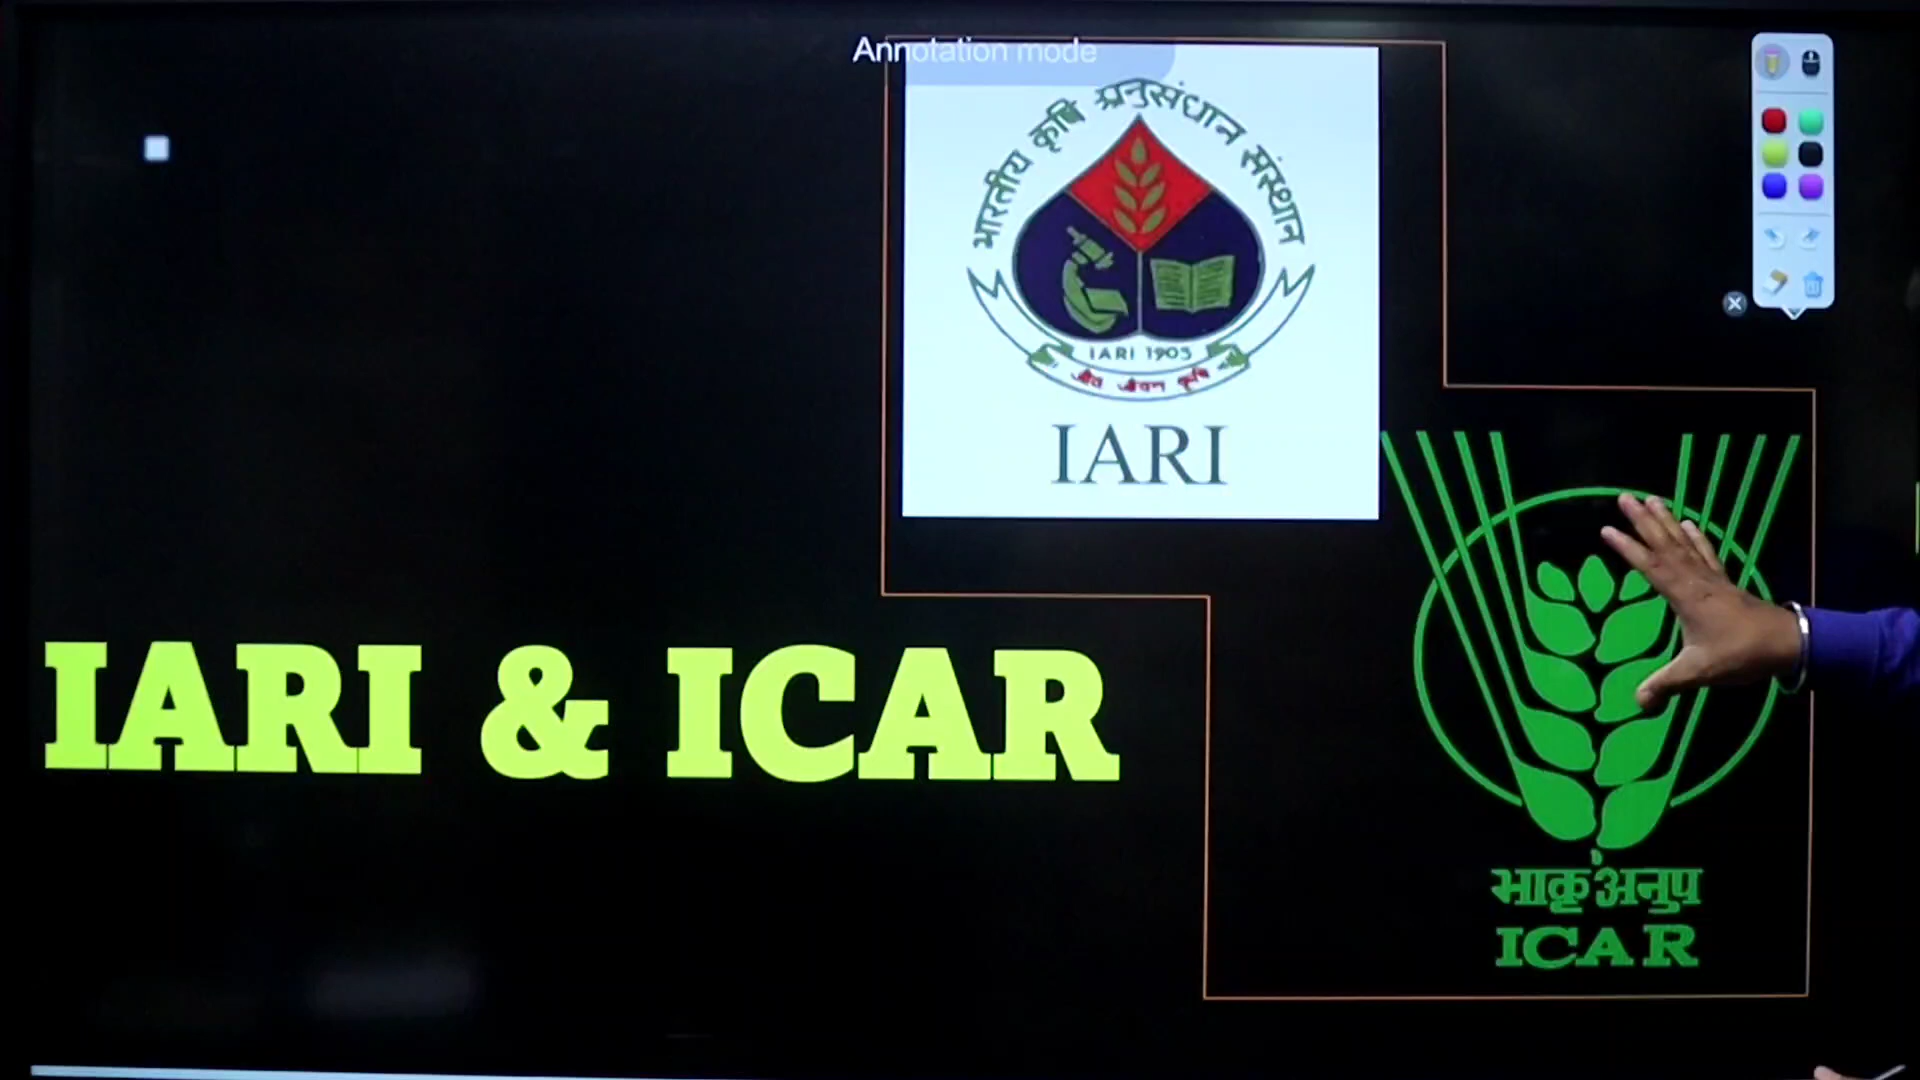 Annotation mode
भारतीय कृषि अनुसंधान संस्थान
IARI 1905
IARI
IARI & ICAR
भाकृअनुप
ICAR